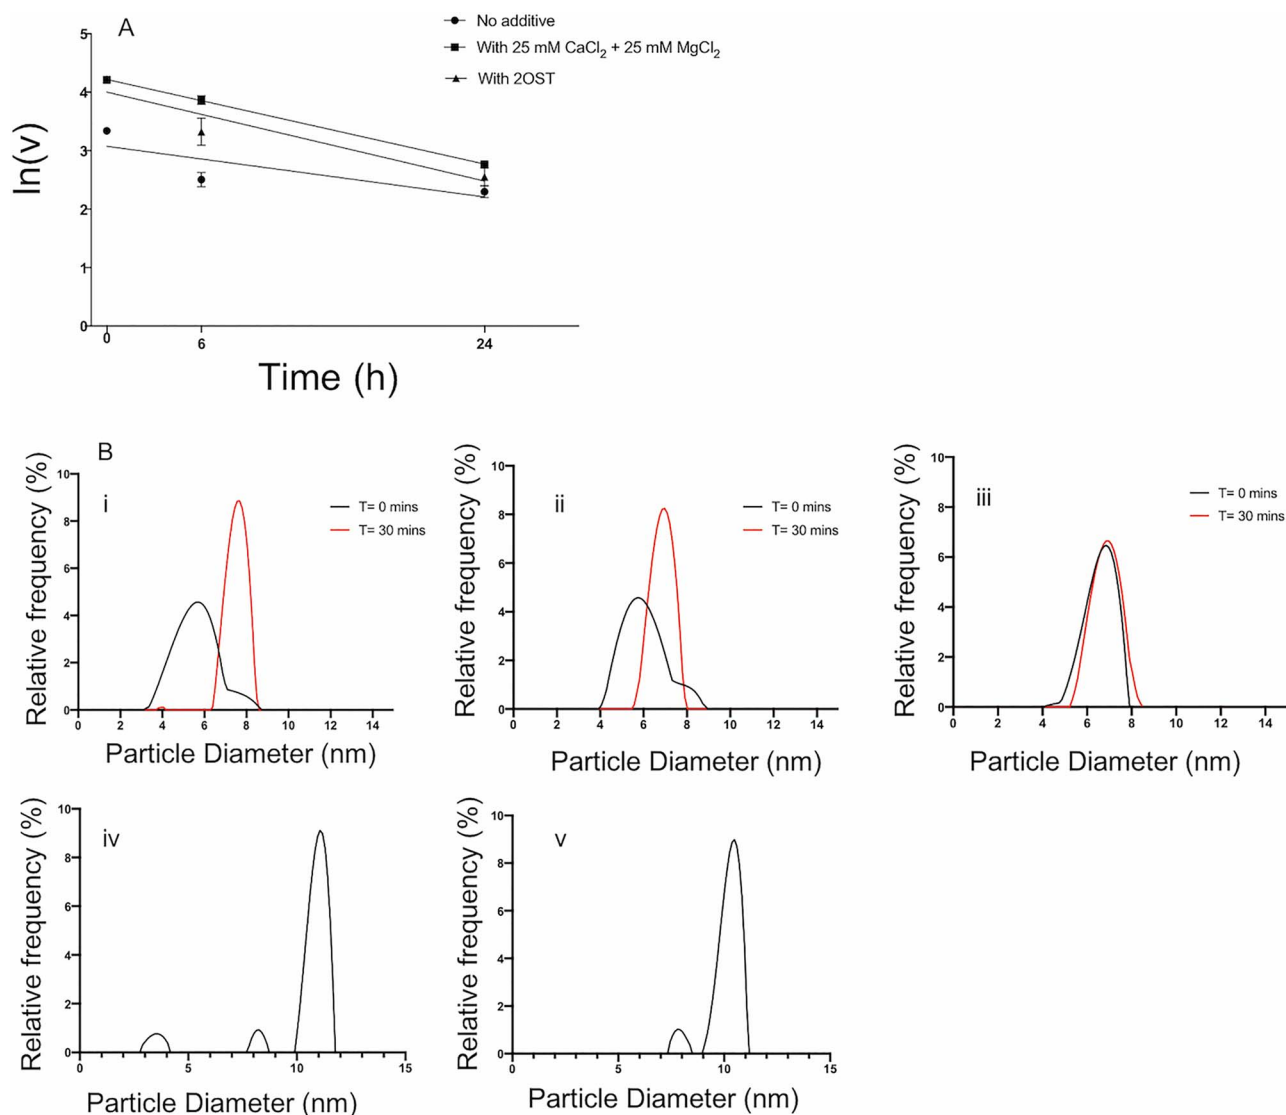 A
No additive
With 25 mM CaCl₂ + 25 mM MgCl₂
With 2OST
ln(v)
5
4
3
2
1
0
0 6 24
Time (h)
B
i
T= 0 mins
T= 30 mins
Relative frequency (%)
10
8
6
4
2
0
0 2 4 6 8 10 12 14
Particle Diameter (nm)
ii
T= 0 mins
T= 30 mins
Relative frequency (%)
10
8
6
4
2
0
0 2 4 6 8 10 12 14
Particle Diameter (nm)
iii
T= 0 mins
T= 30 mins
Relative frequency (%)
10
8
6
4
2
0
0 2 4 6 8 10 12 14
Particle Diameter (nm)
iv
Relative frequency (%)
10
8
6
4
2
0
0 5 10 15
Particle Diameter (nm)
v
Relative frequency (%)
10
8
6
4
2
0
0 5 10 15
Particle Diameter (nm)